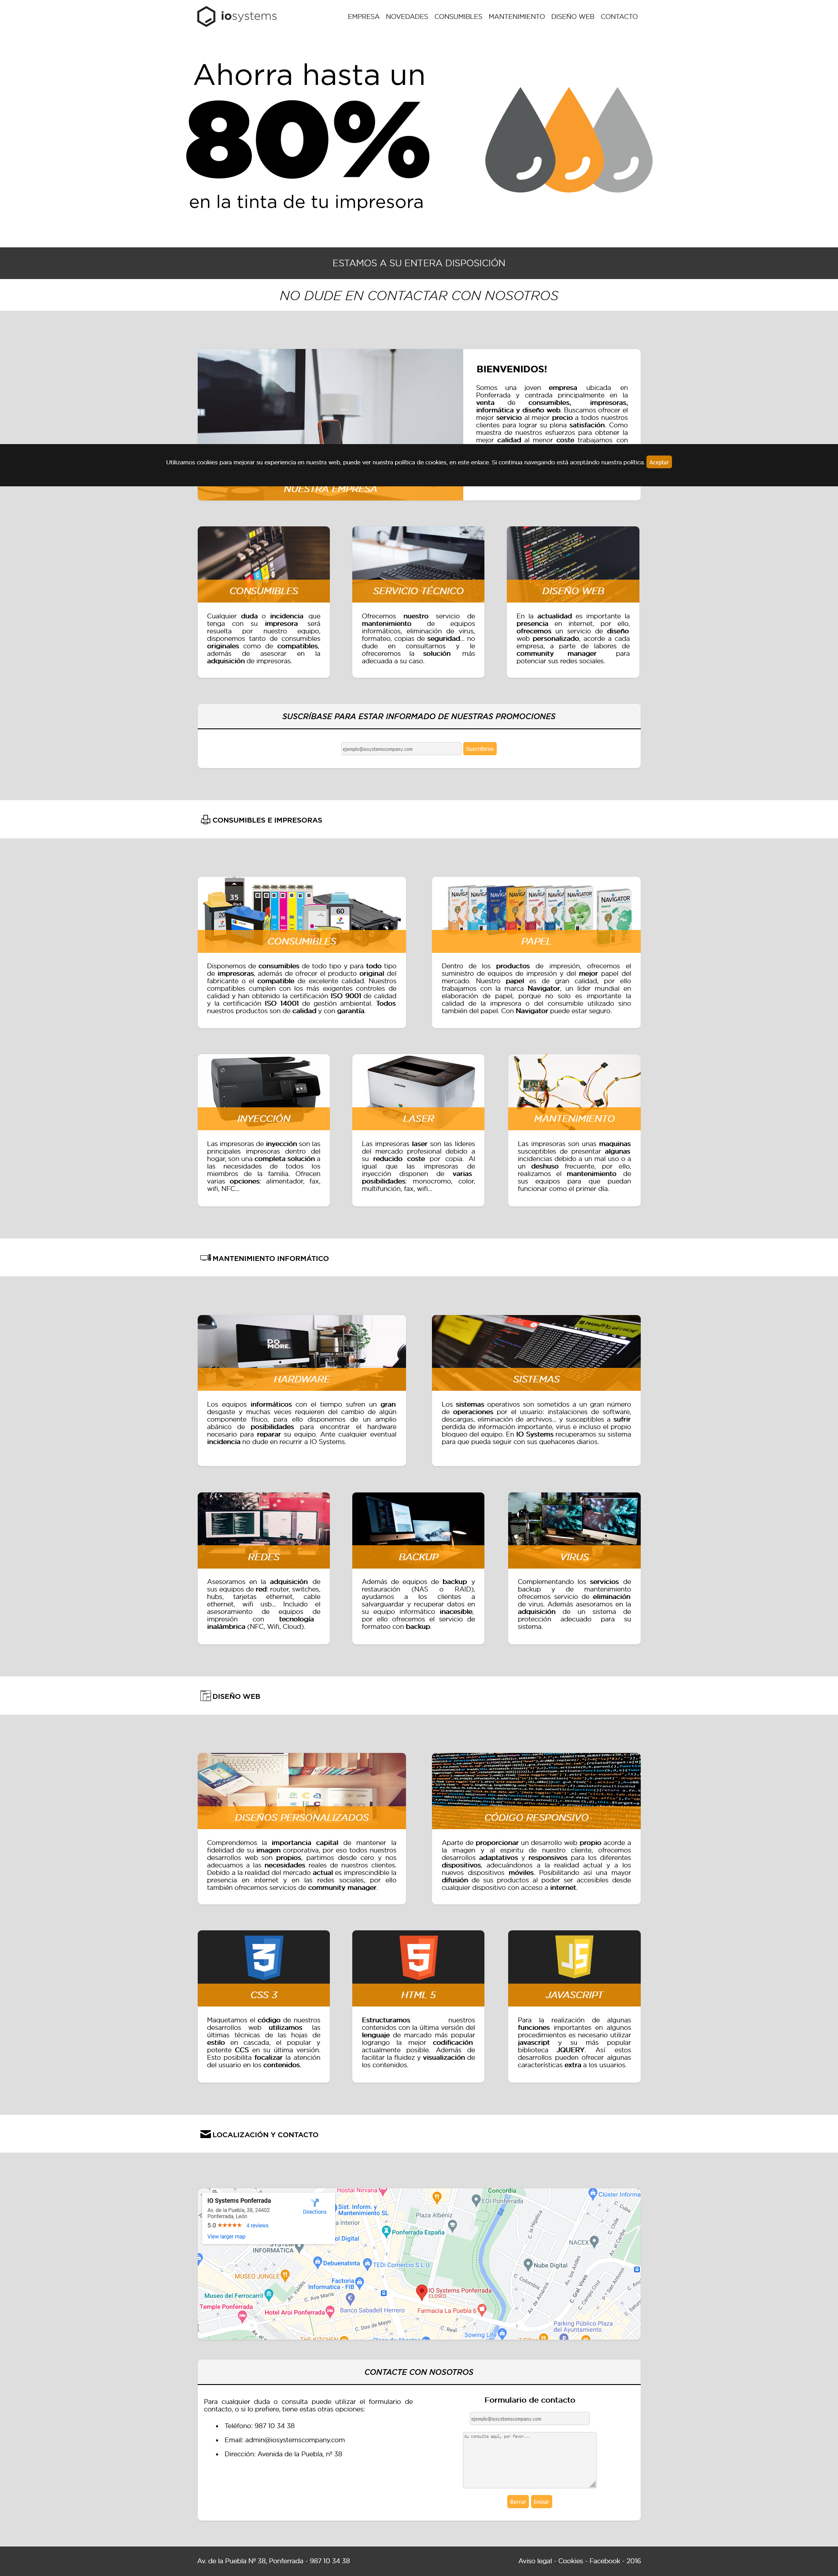 iosystems
EMPRESA NOVEDADES CONSUMIBLES MANTENIMIENTO DISEÑO WEB CONTACTO
Ahorra hasta un
80%
en la tinta de tu impresora
ESTAMOS A SU ENTERA DISPOSICIÓN
NO DUDE EN CONTACTAR CON NOSOTROS
BIENVENIDOS!
Somos una joven empresa ubicada en
Ponferrada y centrada principalmente en la
venta de consumibles, impresoras,
informática y diseño web. Buscamos ofrecer el
mejor servicio al mejor precio a todos nuestros
clientes para lograr su plena satisfación. Como
muestra de nuestros esfuerzos para obtener la
mejor calidad al menor coste trabajamos con
Utilizamos cookies para mejorar su experiencia en nuestra web, puede ver nuestra política de cookies, en este enlace. Si continua navegando está aceptándo nuestra política. Aceptar
NUESTRA EMPRESA
CONSUMIBLES
Cualquier duda o incidencia que
tenga con su impresora será
resuelta por nuestro equipo,
disponemos tanto de consumibles
originales como de compatibles,
además de asesorar en la
adquisición de impresoras.
SERVICIO TÉCNICO
Ofrecemos nuestro servicio de
mantenimiento de equipos
informáticos, eliminación de virus,
formateo, copias de seguridad... no
dude en consultarnos y le
ofreceremos la solución más
adecuada a su caso.
DISEÑO WEB
En la actualidad es importante la
presencia en internet, por ello,
ofrecemos un servicio de diseño
web personalizado, acorde a cada
empresa, a parte de labores de
community manager para
potenciar sus redes sociales.
SUSCRÍBASE PARA ESTAR INFORMADO DE NUESTRAS PROMOCIONES
ejemplo@iosystemscompany.com Suscribirse
CONSUMIBLES E IMPRESORAS
35
20
60
CONSUMIBLES
Disponemos de consumibles de todo tipo y para todo tipo
de impresoras, además de ofrecer el producto original del
fabricante o el compatible de excelente calidad. Nuestros
compatibles cumplen con los más exigentes controles de
calidad y han obtenido la certificación ISO 9001 de calidad
y la certificación ISO 14001 de gestión ambiental. Todos
nuestros productos son de calidad y con garantía.
NAVIGATOR
PAPEL
Dentro de los productos de impresión, ofrecemos el
suministro de equipos de impresión y del mejor papel del
mercado. Nuestro papel es de gran calidad, por ello
trabajamos con la marca Navigator, un líder mundial en
elaboración de papel, porque no solo es importante la
calidad de la impresora o del consumible utilizado sino
también del papel. Con Navigator puede estar seguro.
INYECCIÓN
Las impresoras de inyección son las
principales impresoras dentro del
hogar, son una completa solución a
las necesidades de todos los
miembros de la familia. Ofrecen
varias opciones: alimentador, fax,
wifi, NFC...
LASER
Las impresoras laser son las líderes
del mercado profesional debido a
su reducido coste por copia. Al
igual que las impresoras de
inyección disponen de varias
posibilidades: monocromo, color,
multifunción, fax, wifi...
MANTENIMIENTO
Las impresoras son unas maquinas
susceptibles de presentar algunas
incidencias debido a un mal uso o a
un deshuso frecuente, por ello,
realizamos el mantenimiento de
sus equipos para que puedan
funcionar como el primer día.
MANTENIMIENTO INFORMÁTICO
DO
MORE.
HARDWARE
Los equipos informáticos con el tiempo sufren un gran
desgaste y muchas veces requieren del cambio de algún
componente físico, para ello disponemos de un amplio
abánico de posibilidades para encontrar el hardware
necesario para reparar su equipo. Ante cualquier eventual
incidencia no dude en recurrir a IO Systems.
SISTEMAS
Los sistemas operativos son sometidos a un gran número
de operaciones por el usuario: instalaciones de software,
descargas, eliminación de archivos... y susceptibles a sufrir
perdida de información importante, virus e incluso el propio
bloqueo del equipo. En IO Systems recuperamos su sistema
para que pueda seguir con sus quehaceres diarios.
REDES
Asesoramos en la adquisición de
sus equipos de red: router, switches,
hubs, tarjetas ethernet, cable
ethernet, wifi usb... Incluido el
asesoramiento de equipos de
impresión con tecnología
inalámbrica (NFC, Wifi, Cloud).
BACKUP
Además de equipos de backup y
restauración (NAS o RAID),
ayudamos a los clientes a
salvarguardar y recuperar datos en
su equipo informático inacesible,
por ello ofrecemos el servicio de
formateo con backup.
VIRUS
Complementando los servicios de
backup y de mantenimiento
ofrecemos servicio de eliminación
de virus. Además asesoramos en la
adquisición de un sistema de
protección adecuado para su
sistema.
DISEÑO WEB
DISEÑOS PERSONALIZADOS
Comprendemos la importancia capital de mantener la
fidelidad de su imagen corporativa, por eso todos nuestros
desarrollos web son propios, partimos desde cero y nos
adecuamos a las necesidades reales de nuestros clientes.
Debido a la realidad del mercado actual es imprescindible la
presencia en internet y en las redes sociales, por ello
también ofrecemos servicios de community manager.
CÓDIGO RESPONSIVO
Aparte de proporcionar un desarrollo web propio acorde a
la imagen y al espiritu de nuestro cliente, ofrecemos
desarrollos adaptativos y responsivos para los diferentes
dispositivos, adecuándonos a la realidad actual y a los
nuevos dispositivos móviles. Posibilitando así una mayor
difusión de sus productos al poder ser accesibles desde
cualquier dispositivo con acceso a internet.
CSS 3
Maquetamos el código de nuestros
desarrollos web utilizamos las
últimas técnicas de las hojas de
estilo en cascada, el popular y
potente CCS en su última versión.
Esto posibilita focalizar la atención
del usuario en los contenidos.
HTML 5
Estructuramos nuestros
contenidos con la última versión del
lenguaje de marcado más popular
logrango la mejor codificación
actualmente posible. Además de
facilitar la fluidez y visualización de
los contenidos.
JAVASCRIPT
Para la realización de algunas
funciones importantes en algunos
procedimientos es necesario utilizar
javascript y su más popular
biblioteca JQUERY. Así estos
desarrollos pueden ofrecer algunas
características extra a los usuarios.
LOCALIZACIÓN Y CONTACTO
IO Systems Ponferrada
Av. de la Puebla, 38, 24402
Ponferrada, León
5.0 4 reviews
View larger map
Directions
Hostal Nirvana
Sist. Inform. y
Mantenimiento SL
Plaza Albéniz
Concordia
EOI Ponferrada
Ponferrada España
NACEX
Nube Digital
Debuenatinta
TEDi Comercio S.L.U.
MUSEO JUNGLE
Factoria
Informatica - FIB
Museo del Ferrocarril
Temple Ponferrada
Hotel Aroi Ponferrada
Banco Sabadell Herrero
IO Systems Ponferrada
CLOSED
Farmacia La Puebla 6
Parking Publico Plaza
del Ayuntamiento
CONTACTE CON NOSOTROS
Para cualquier duda o consulta puede utilizar el formulario de
contacto, o si lo prefiere, tiene estas otras opciones:
Teléfono: 987 10 34 38
Email: admin@iosystemscompany.com
Dirección: Avenida de la Puebla, nº 38
Formulario de contacto
ejemplo@iosystemscompany.com
Su consulta aquí, por favor...
Borrar Enviar
Av. de la Puebla Nº 38, Ponferrada - 987 10 34 38
Aviso legal - Cookies - Facebook - 2016